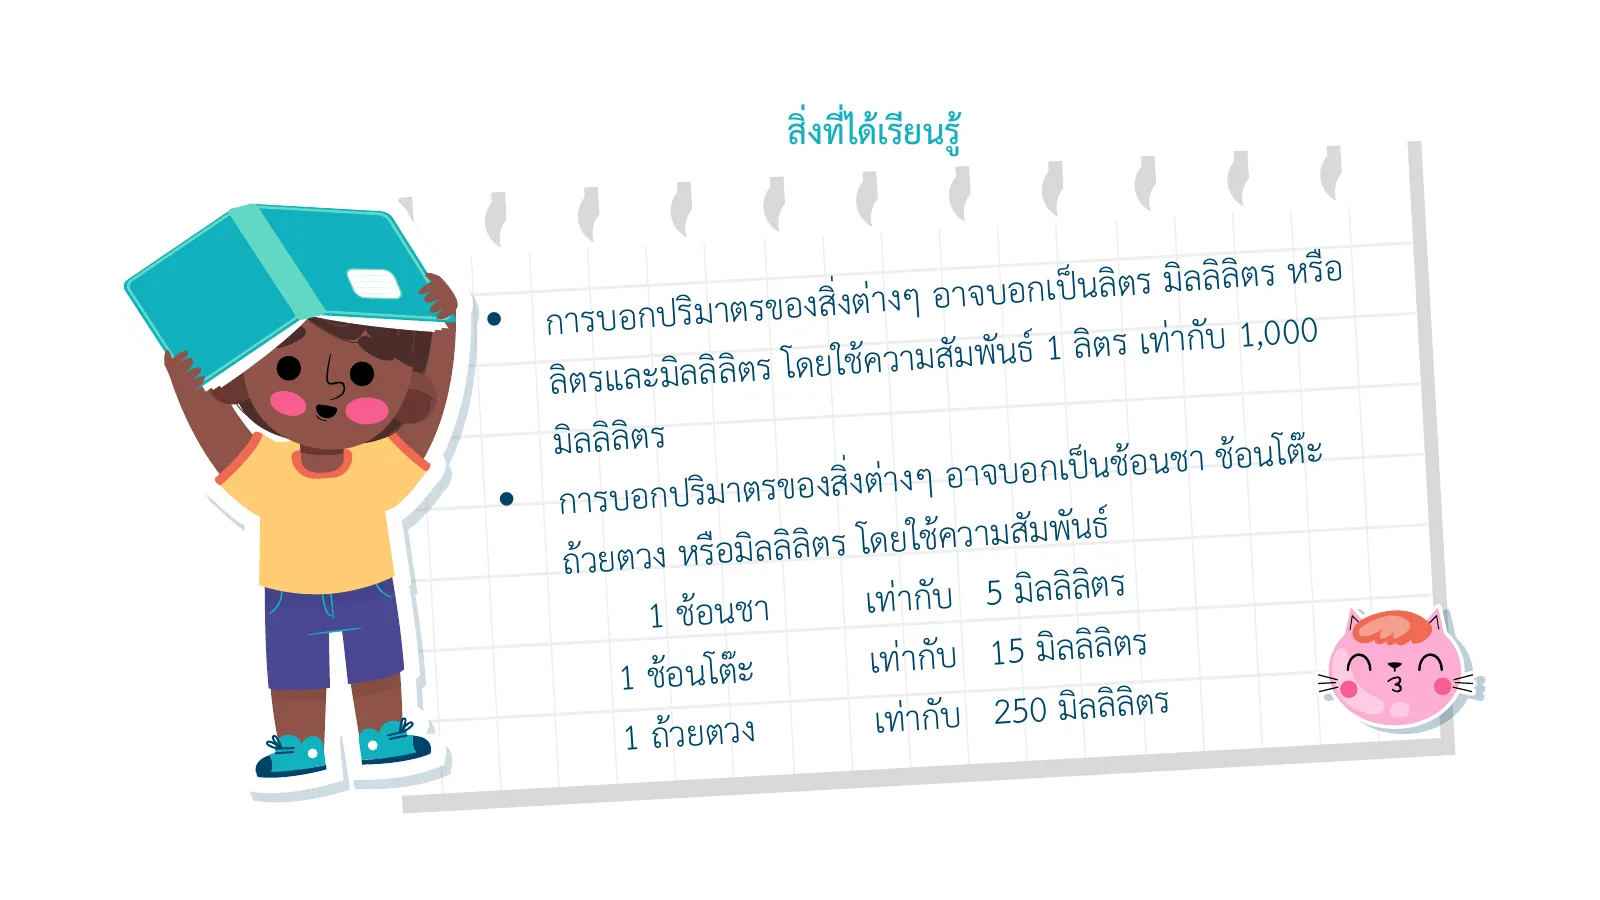 สิ่งที่ได้เรียนรู้
• การบอกปริมาตรของสิ่งต่างๆ อาจบอกเป็นลิตร มิลลิลิตร หรือ
ลิตรและมิลลิลิตร โดยใช้ความสัมพันธ์ 1 ลิตร เท่ากับ 1,000
มิลลิลิตร
• การบอกปริมาตรของสิ่งต่างๆ อาจบอกเป็นช้อนชา ช้อนโต๊ะ
ถ้วยตวง หรือมิลลิลิตร โดยใช้ความสัมพันธ์
1 ช้อนชา เท่ากับ 5 มิลลิลิตร
1 ช้อนโต๊ะ เท่ากับ 15 มิลลิลิตร
1 ถ้วยตวง เท่ากับ 250 มิลลิลิตร